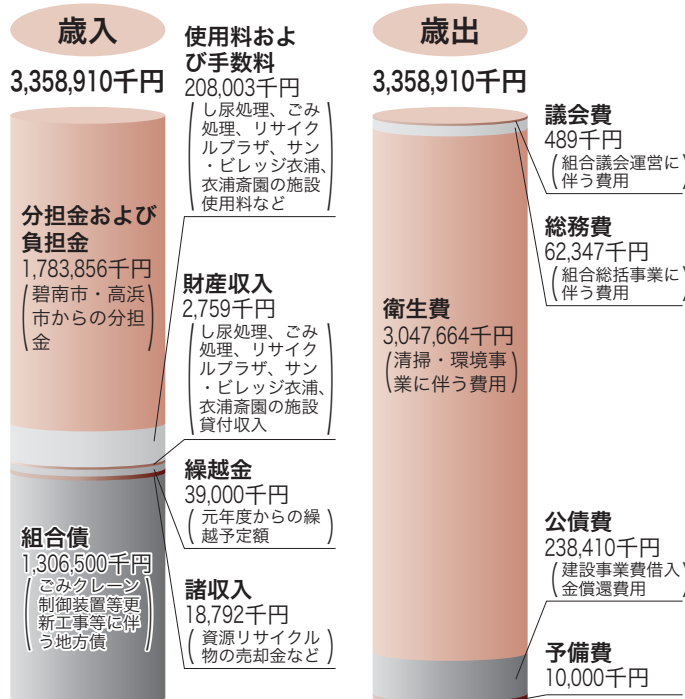 歳入
3,358,910千円
分担金および
負担金
1,783,856千円
(碧南市・高浜
市からの分担
金)
使用料およ
び手数料
208,003千円
(し尿処理、ごみ
処理、リサイク
ルプラザ、サン
・ビレッジ衣浦、
衣浦斎園の施設
使用料など)
財産収入
2,759千円
(し尿処理、ごみ
処理、リサイク
ルプラザ、サン
・ビレッジ衣浦、
衣浦斎園の施設
貸付収入)
繰越金
39,000千円
(元年度からの繰
越予定額)
諸収入
18,792千円
(資源リサイクル
物の売却金など)
組合債
1,306,500千円
(ごみクレーン
制御装置等更
新工事等に伴
う地方債)
歳出
3,358,910千円
議会費
489千円
(組合議会運営に
伴う費用)
総務費
62,347千円
(組合総括事業に
伴う費用)
衛生費
3,047,664千円
(清掃・環境事
業に伴う費用)
公債費
238,410千円
(建設事業費借入
金償還費用)
予備費
10,000千円